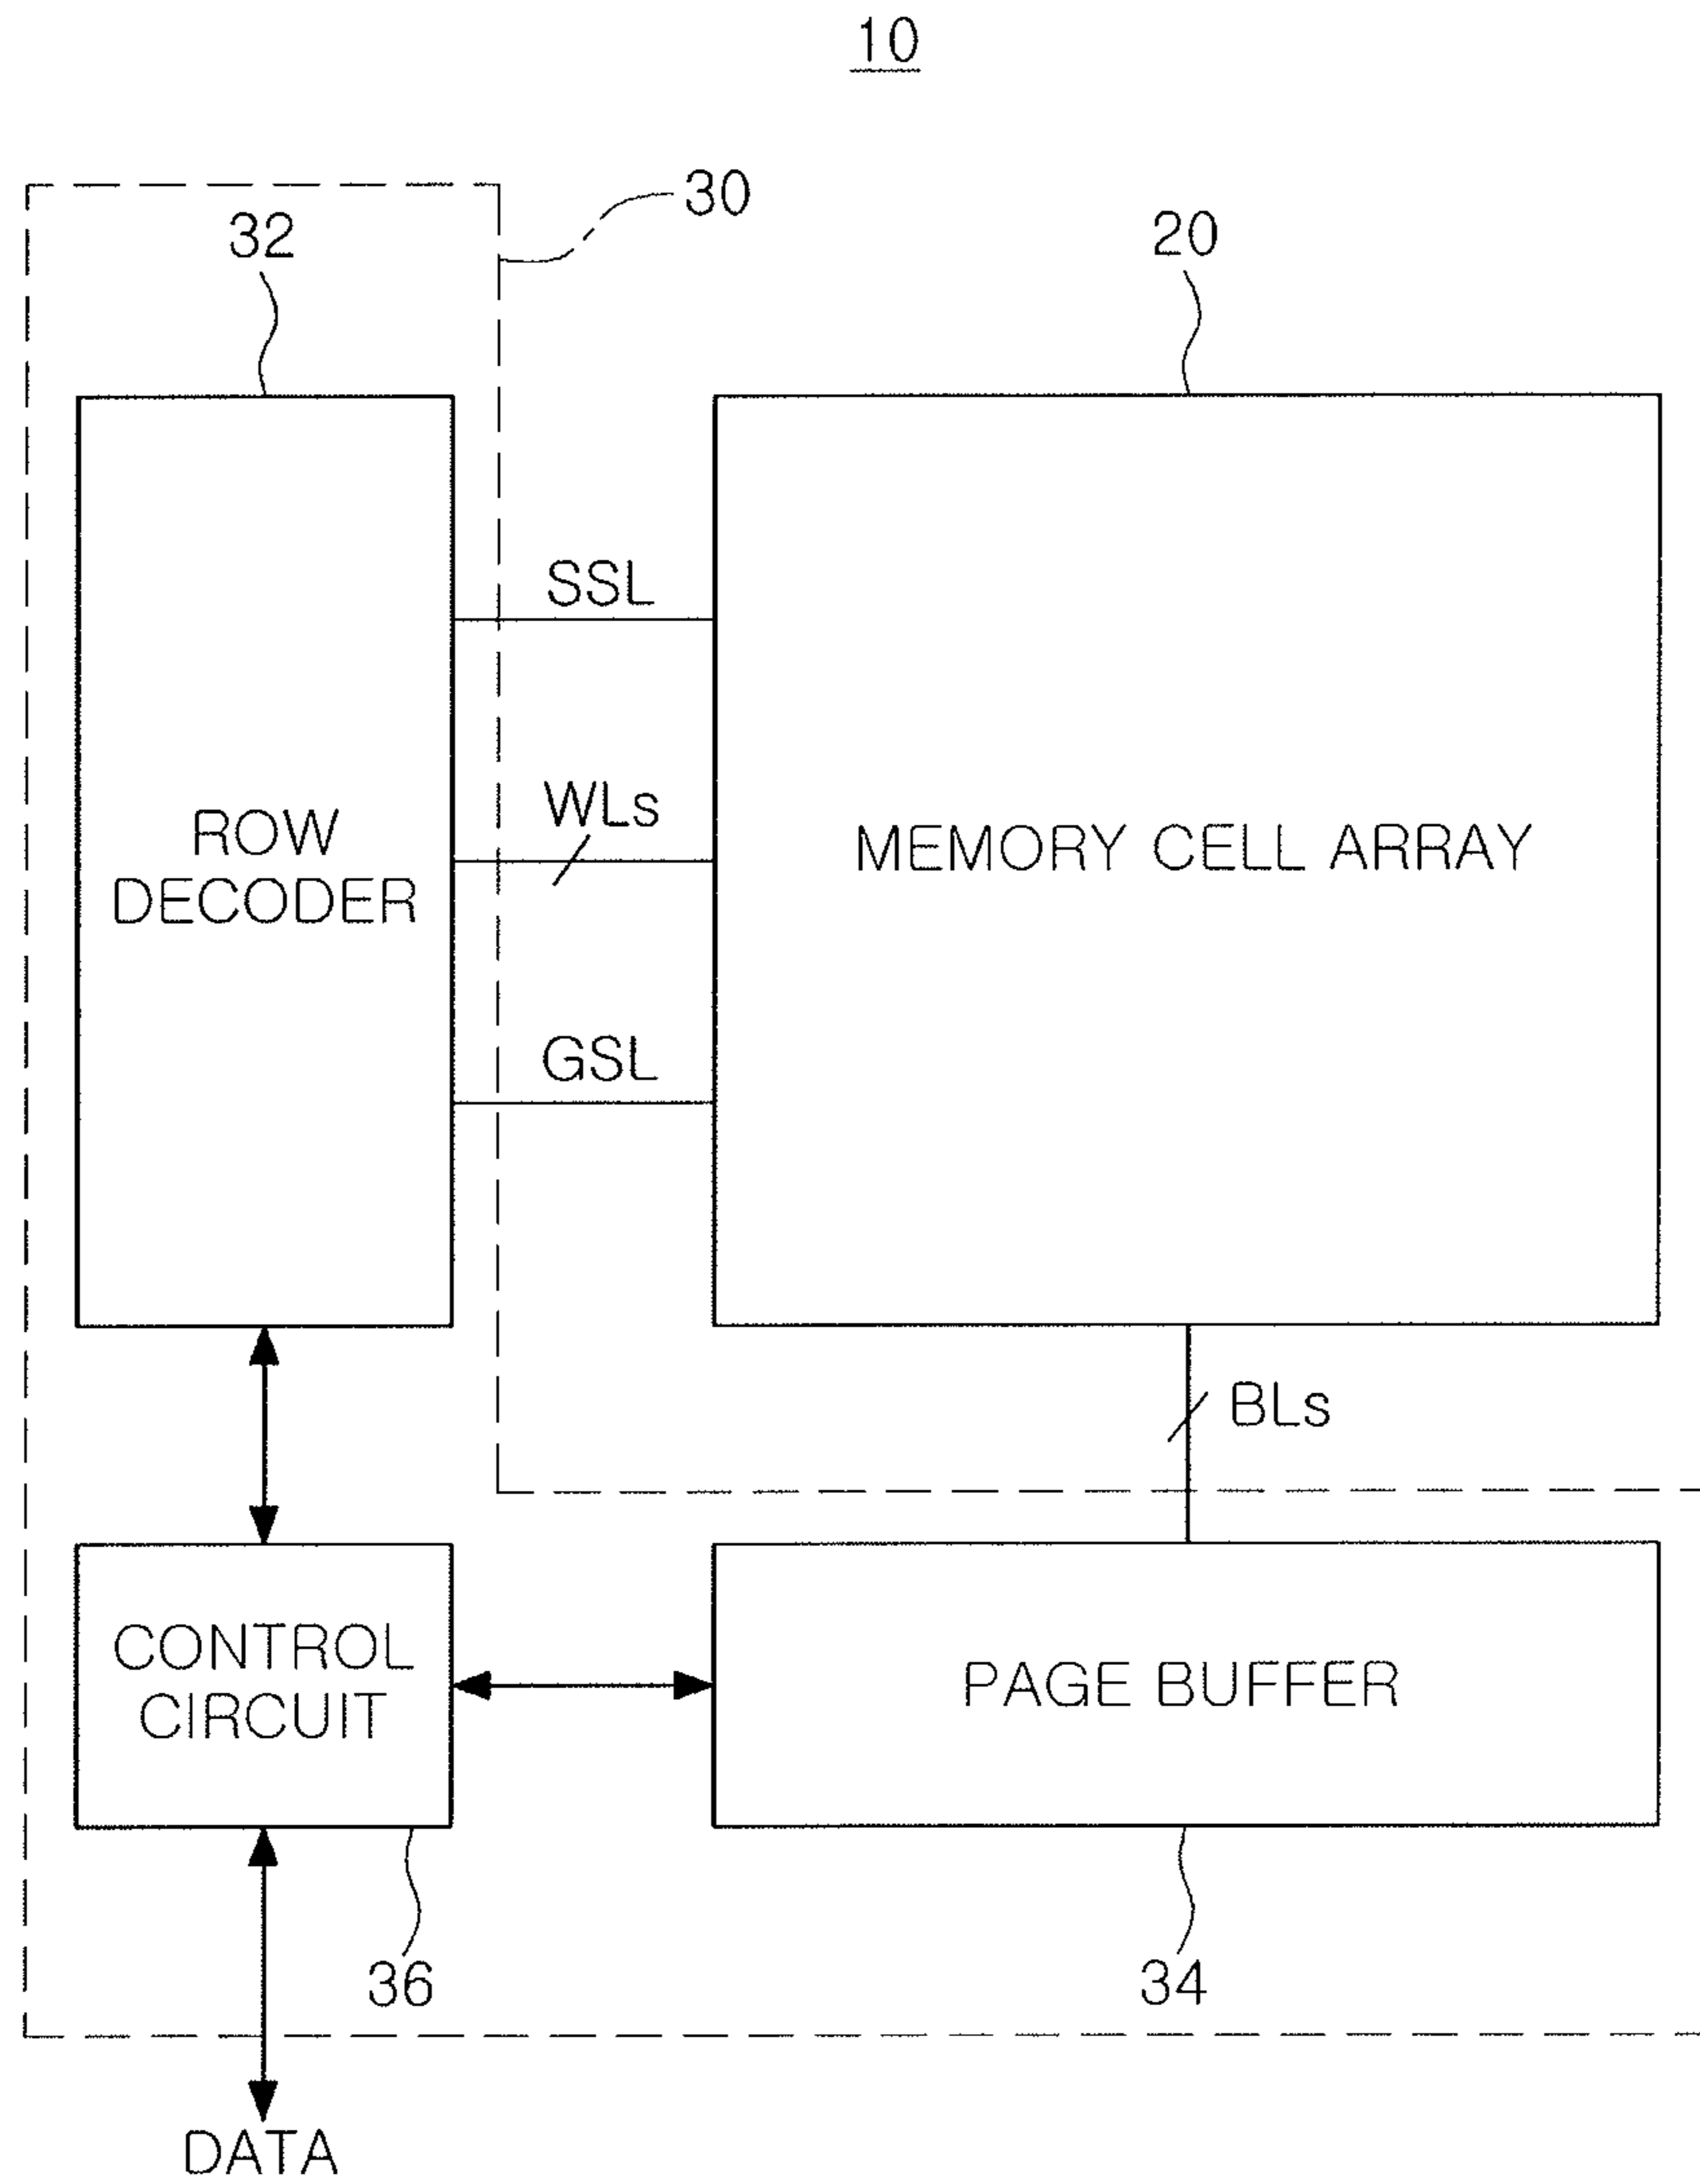 10
30
32
20
SSL
WLs
ROW
DECODER
MEMORY CELL ARRAY
GSL
BLs
CONTROL
CIRCUIT
PAGE BUFFER
36
34
DATA